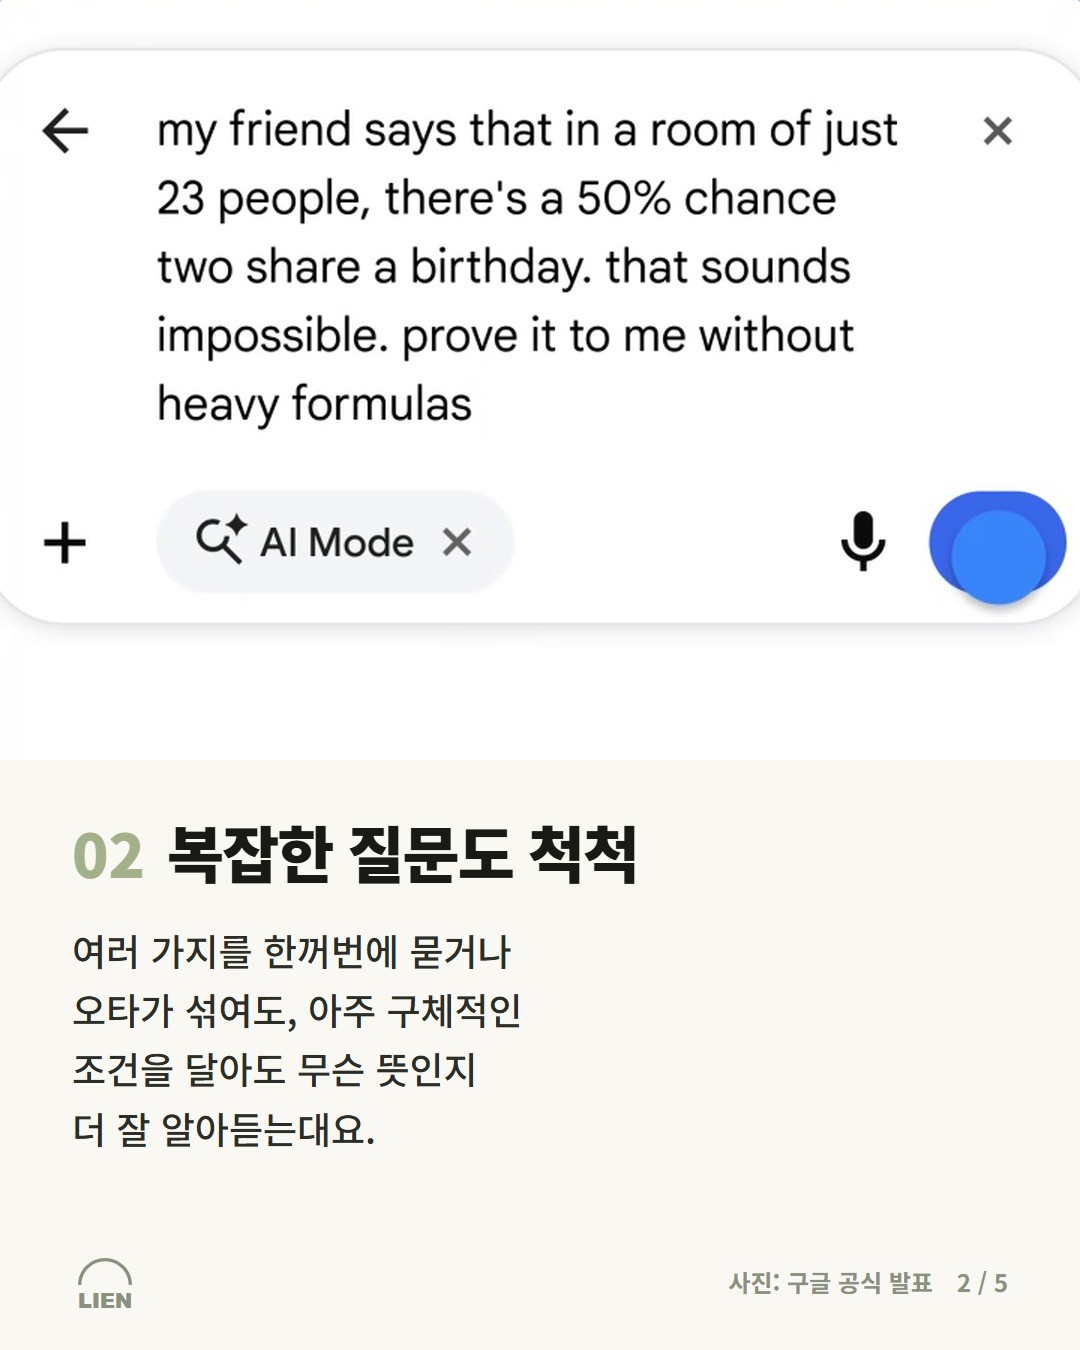 my friend says that in a room of just
23 people, there's a 50% chance
two share a birthday. that sounds
impossible. prove it to me without
heavy formulas
AI Mode
02 복잡한 질문도 척척
여러 가지를 한꺼번에 묻거나
오타가 섞여도, 아주 구체적인
조건을 달아도 무슨 뜻인지
더 잘 알아듣는대요.
LIEN
사진: 구글 공식 발표 2 / 5